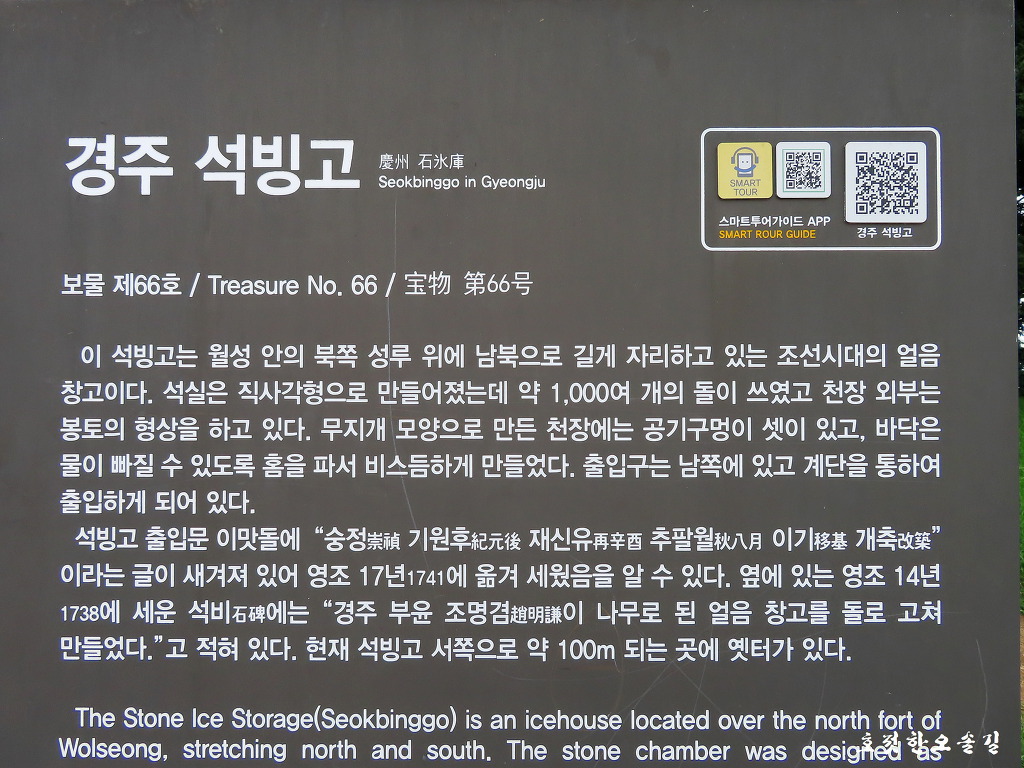 경주 석빙고 慶州 石氷庫
Seokbinggo in Gyeongju
SMART
TOUR
스마트투어가이드 APP
SMART ROUR GUIDE
경주 석빙고
보물 제66호 / Treasure No. 66 / 宝物 第66号
이 석빙고는 월성 안의 북쪽 성루 위에 남북으로 길게 자리하고 있는 조선시대의 얼음
창고이다. 석실은 직사각형으로 만들어졌는데 약 1,000여 개의 돌이 쓰였고 천장 외부는
봉토의 형상을 하고 있다. 무지개 모양으로 만든 천장에는 공기구멍이 셋이 있고, 바닥은
물이 빠질 수 있도록 홈을 파서 비스듬하게 만들었다. 출입구는 남쪽에 있고 계단을 통하여
출입하게 되어 있다.
석빙고 출입문 이맛돌에 “숭정崇禎 기원후紀元後 재신유再辛酉 추팔월秋八月 이기移基 개축改築”
이라는 글이 새겨져 있어 영조 17년1741에 옮겨 세웠음을 알 수 있다. 옆에 있는 영조 14년
1738에 세운 석비石碑에는 “경주 부윤 조명겸趙明謙이 나무로 된 얼음 창고를 돌로 고쳐
만들었다.”고 적혀 있다. 현재 석빙고 서쪽으로 약 100m 되는 곳에 옛터가 있다.
The Stone Ice Storage(Seokbinggo) is an icehouse located over the north fort of
Wolseong, stretching north and south. The stone chamber was designed as
호젓한오솔길